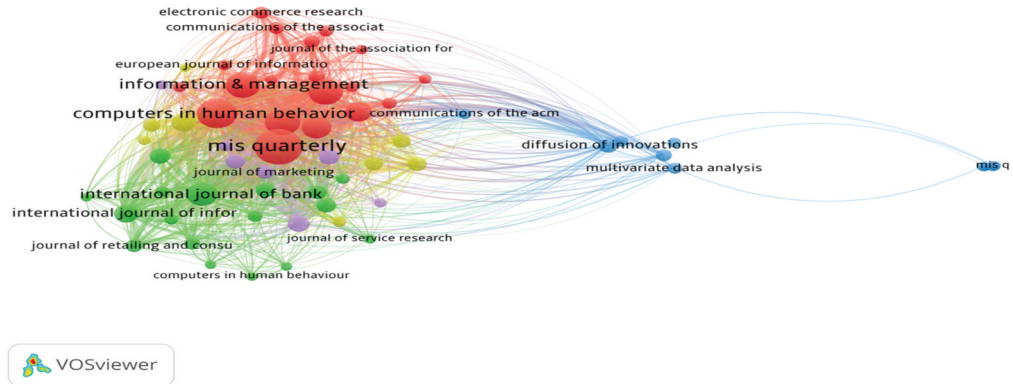 electronic commerce research
communications of the associat
journal of the association for
european journal of informatio
information & management
computers in human behavior
communications of the acm
mis quarterly
diffusion of innovations
multivariate data analysis
mis q
journal of marketing
international journal of bank
international journal of infor
journal of service research
journal of retailing and consu
computers in human behaviour
VOSviewer